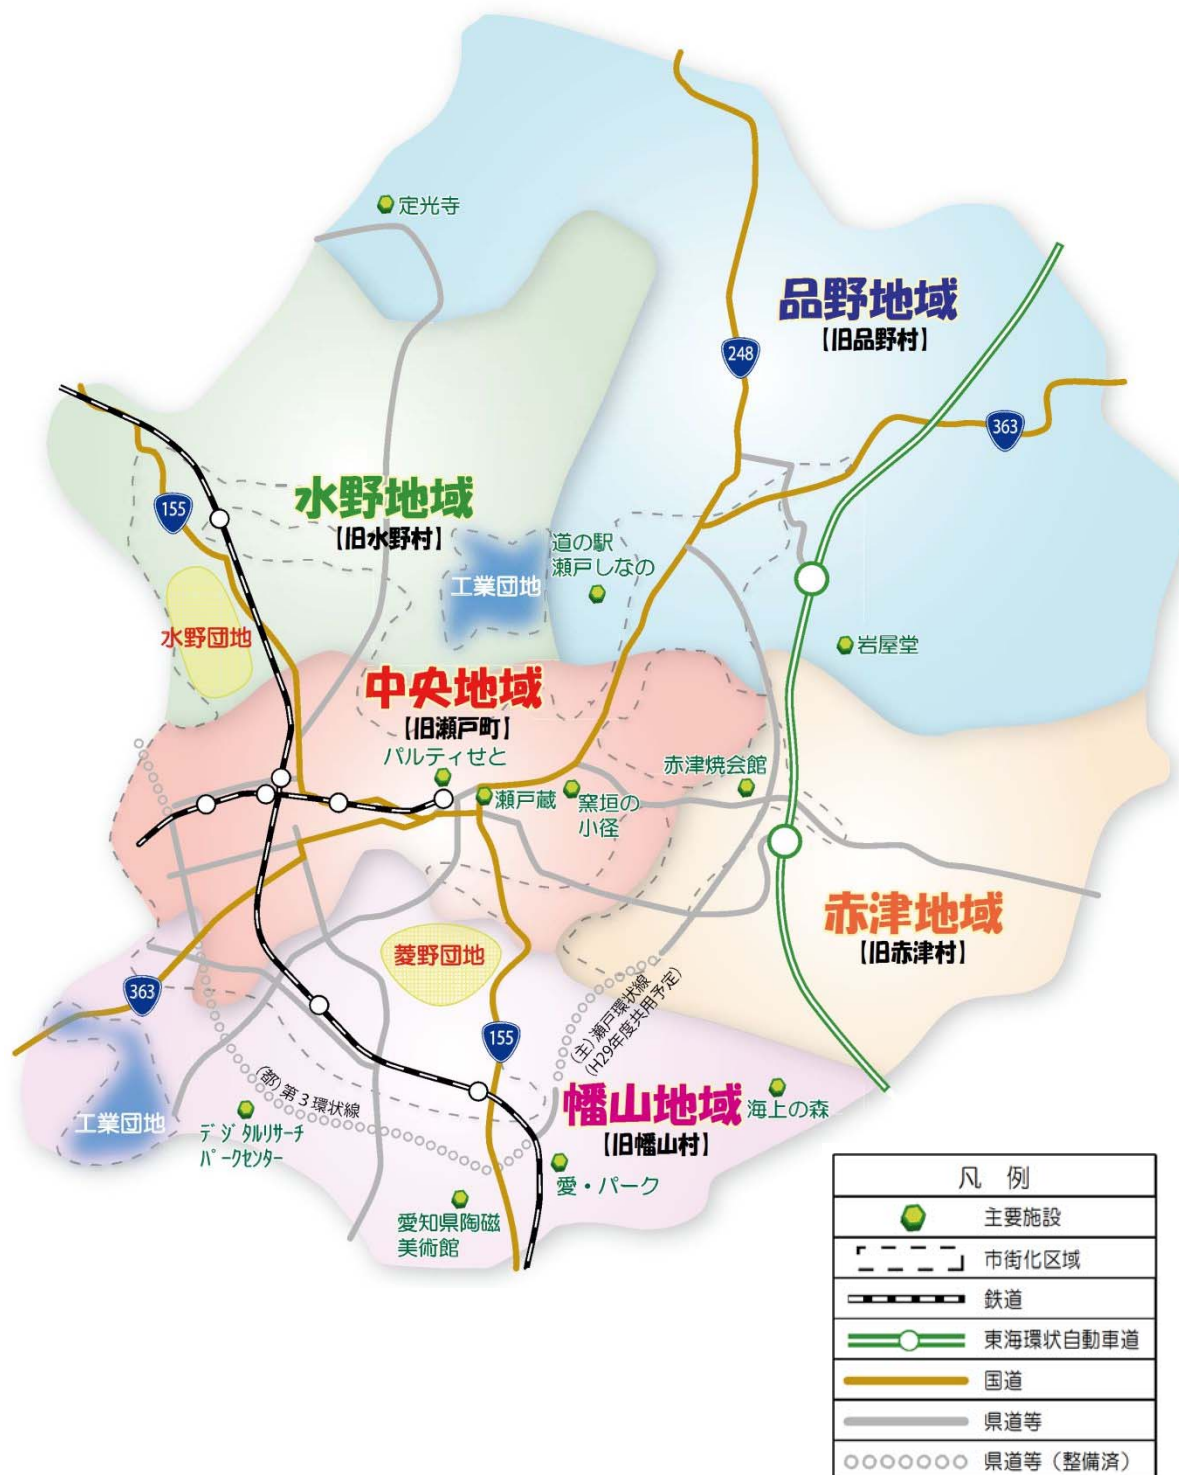 定光寺
品野地域
【旧品野村】
248
363
155
水野地域
【旧水野村】
工業団地
道の駅
瀬戸しなの
水野団地
岩屋堂
中央地域
【旧瀬戸町】
パルティせと
瀬戸蔵
窯垣の
小径
赤津焼会館
赤津地域
【旧赤津村】
菱野団地
363
155
(主)瀬戸環状線
(H29年度共用予定)
(都)第3環状線
幡山地域
【旧幡山村】
海上の森
工業団地
デジタルリサーチ
パークセンター
愛・パーク
愛知県陶磁
美術館
凡 例
主要施設
市街化区域
鉄道
東海環状自動車道
国道
県道等
県道等（整備済）